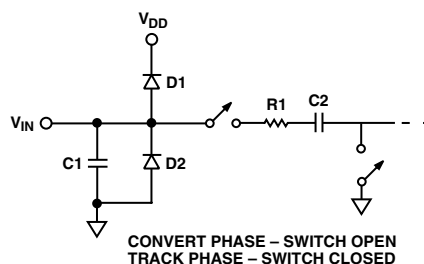 VDD
D1
R1
C2
VIN
C1
D2
CONVERT PHASE – SWITCH OPEN
TRACK PHASE – SWITCH CLOSED